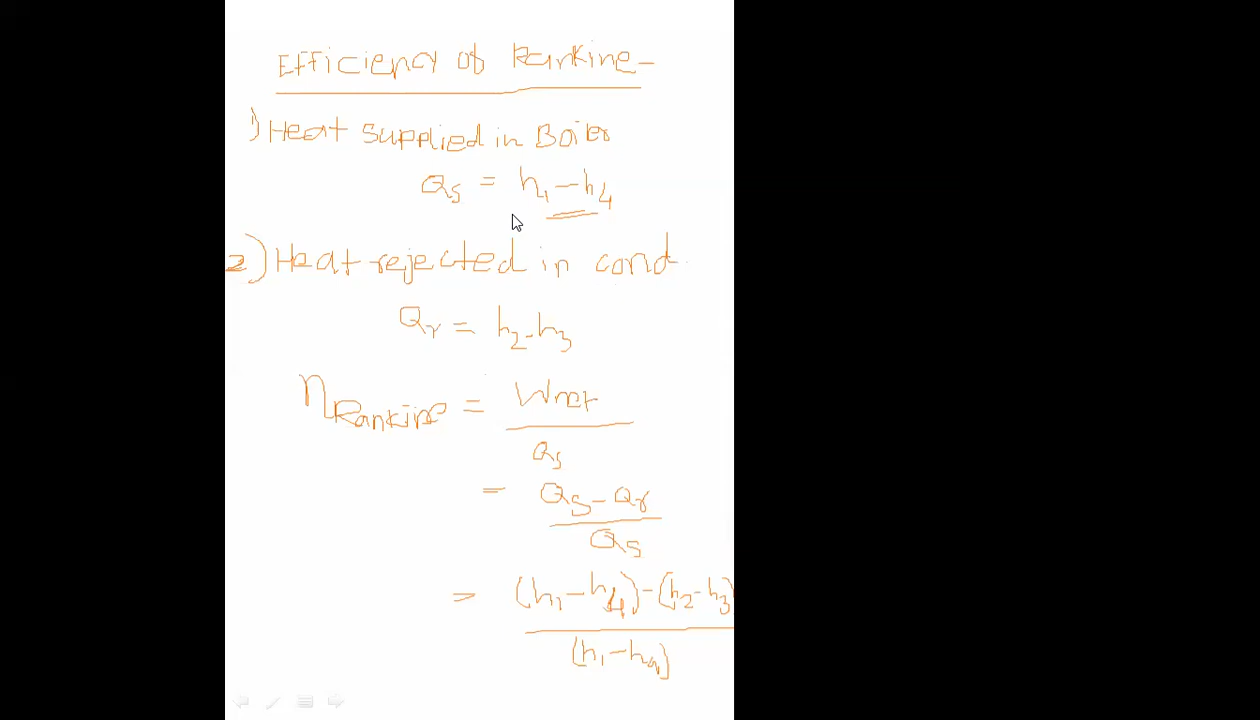 Efficiency of Rankine-
1) Heat Supplied in Boiler
Qs = h1 - h4
2) Heat rejected in cond
Qr = h2 - h3
ηRankine = Wnet
Qs
= Qs - Qr
Qs
= (h1 - h4) - (h2 - h3)
(h1 - h4)